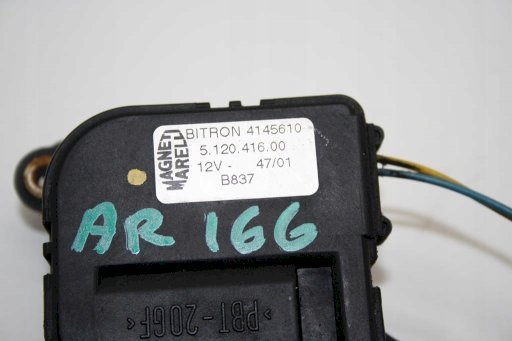 MAGNETI
MARELLI
BITRON 4145610
5.120.416.00
12V - 47/01
B837
AR 166
>PBT-20GF<